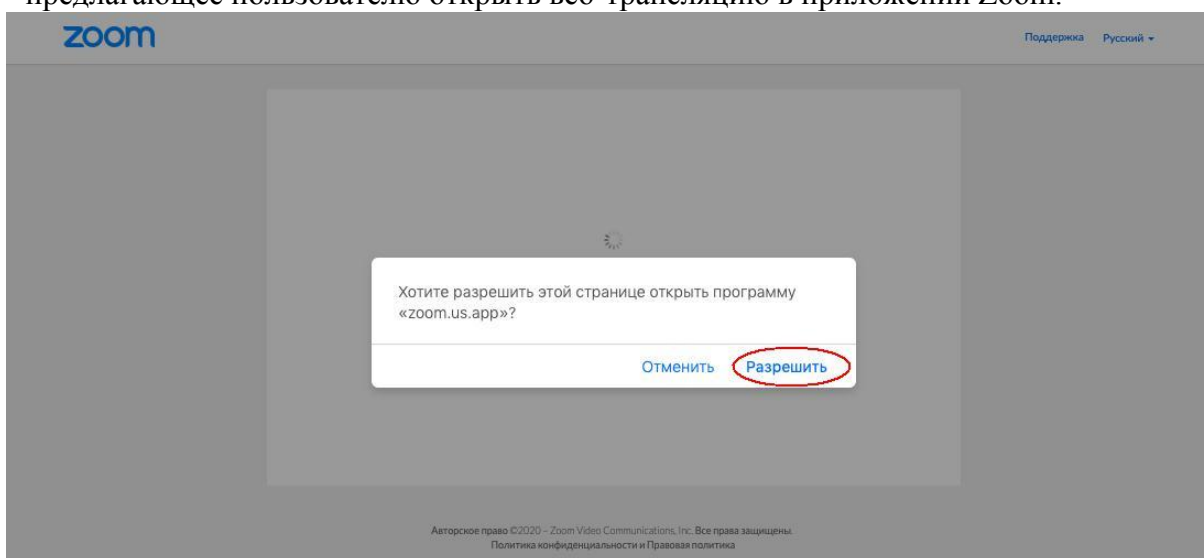 предлагающее пользователю открыть веб-трансляцию в приложении Zoom.
zoom
Поддержка Русский
Хотите разрешить этой странице открыть программу
«zoom.us.app»?
Отменить Разрешить
Авторское право ©2020 – Zoom Video Communications, Inc. Все права защищены.
Политика конфиденциальности и Правовая политика